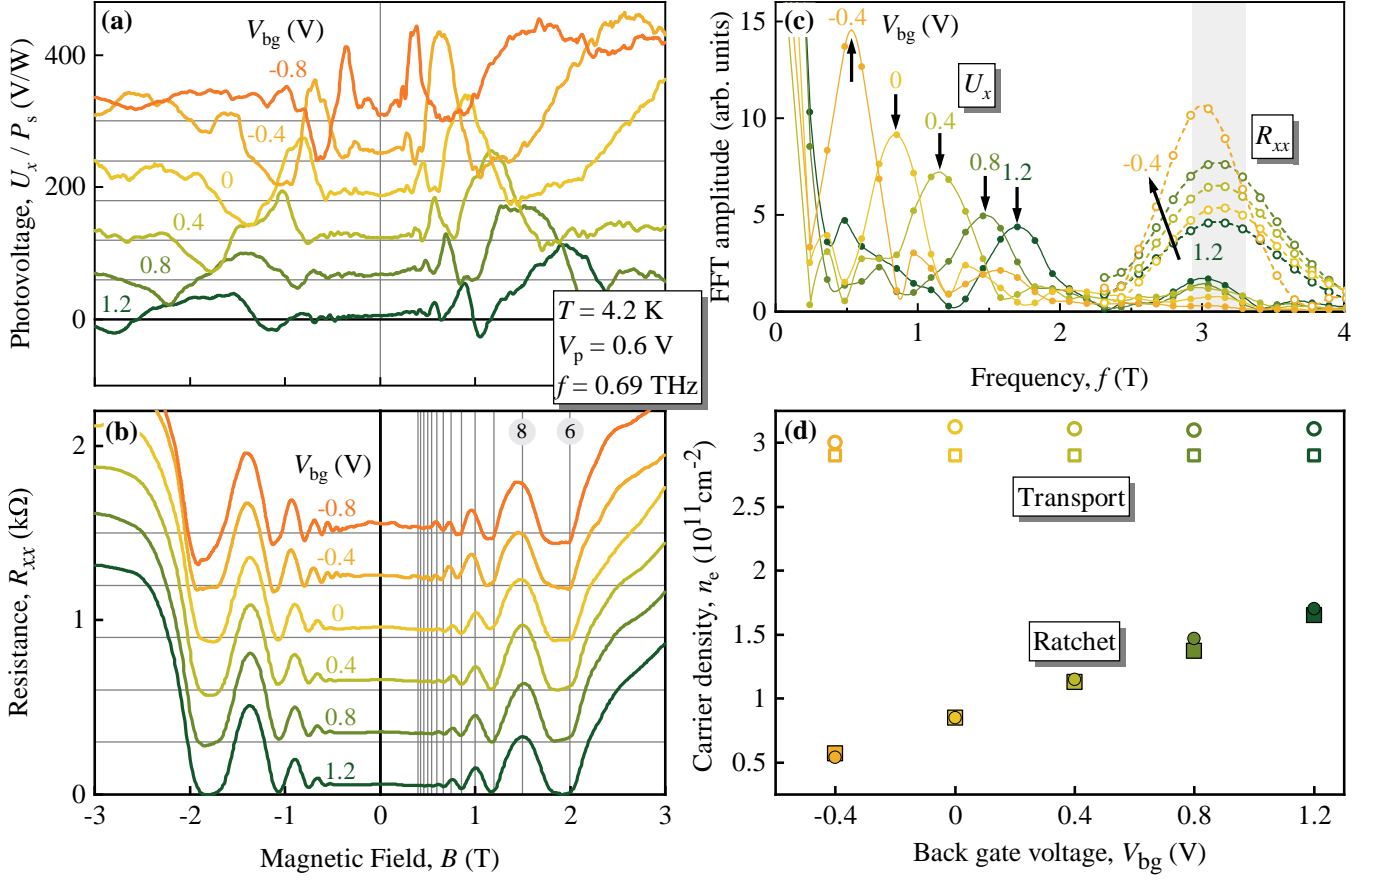 (a)
V_bg (V)
-0.8
-0.4
0
0.4
0.8
1.2
Photovoltage, U_x / P_s (V/W)
400
200
0
-3
-2
-1
0
1
T = 4.2 K
V_p = 0.6 V
f = 0.69 THz
(b)
V_bg (V)
8
6
-0.8
-0.4
0
0.4
0.8
1.2
Resistance, R_xx (kΩ)
2
1
0
-3
-2
-1
0
1
2
3
Magnetic Field, B (T)
(c)
V_bg (V)
-0.4
0
0.4
0.8
1.2
U_x
R_xx
-0.4
1.2
FFT amplitude (arb. units)
15
10
5
0
0
1
2
3
4
Frequency, f (T)
(d)
Transport
Ratchet
Carrier density, n_e (10^11 cm^-2)
3
2.5
2
1.5
1
0.5
-0.4
0
0.4
0.8
1.2
Back gate voltage, V_bg (V)